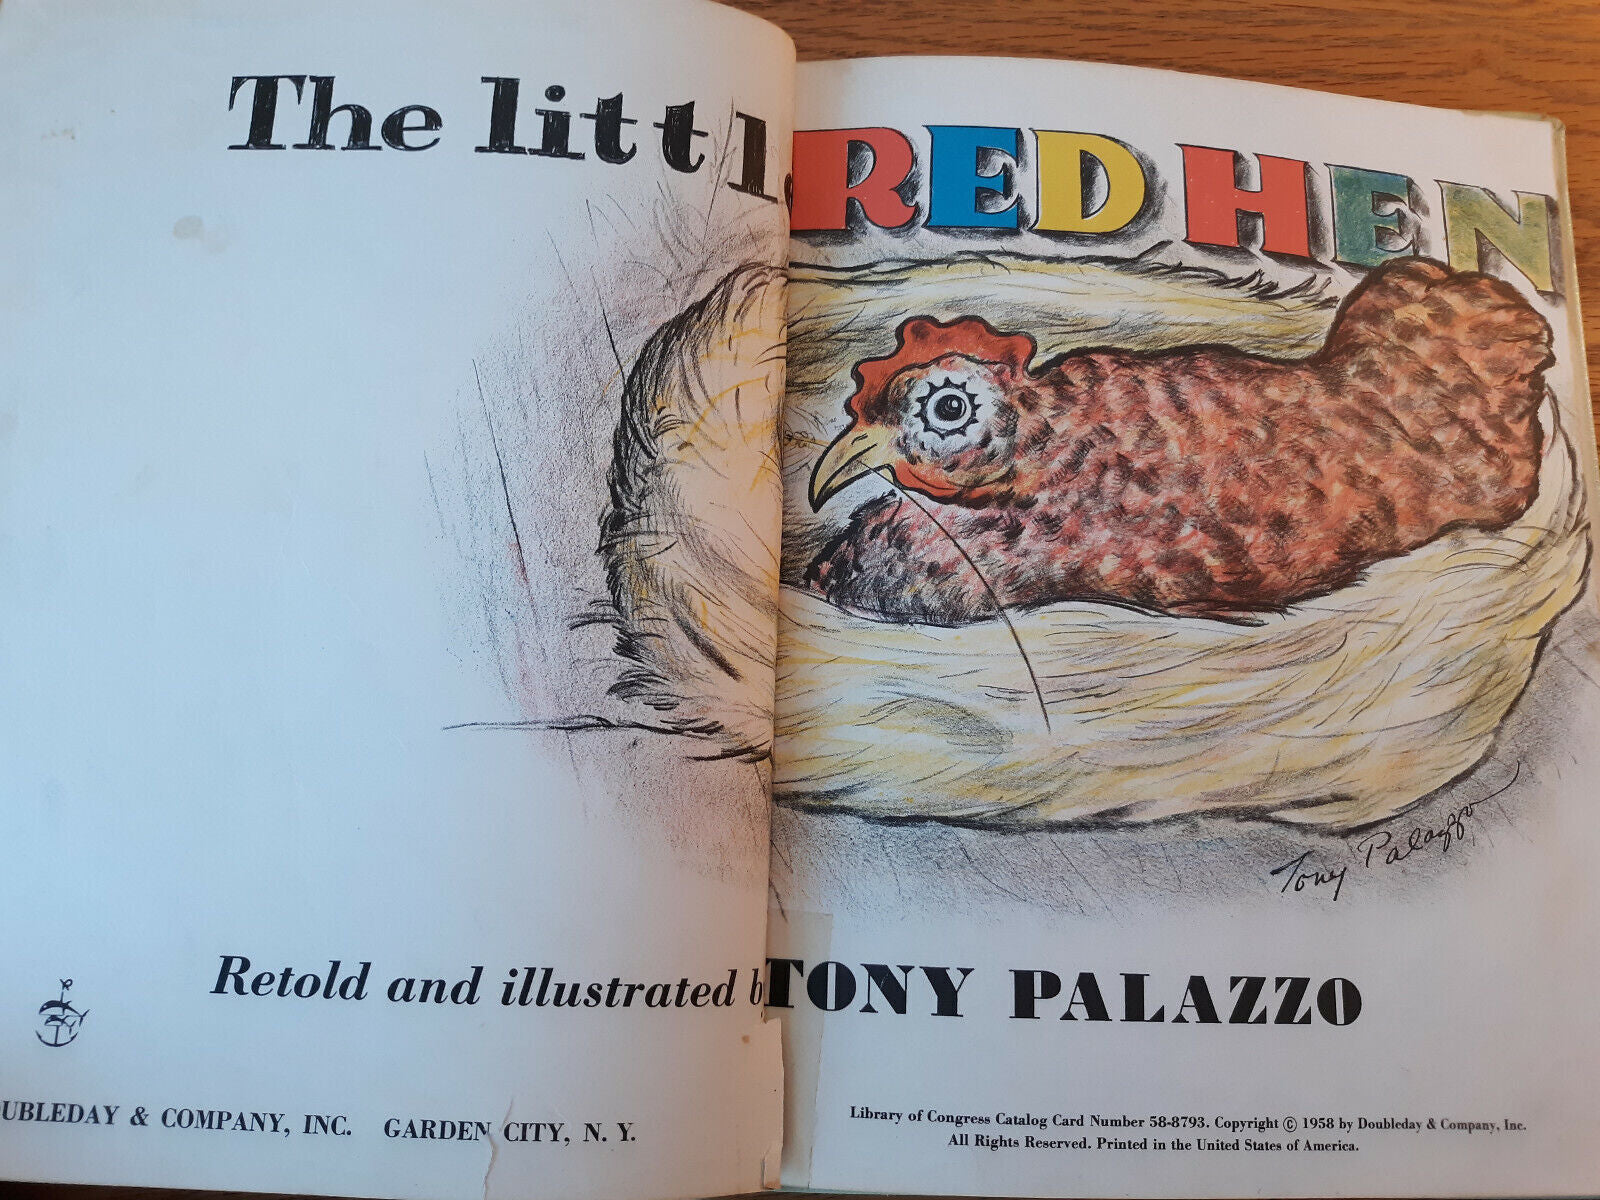 The little RED HEN
Tony Palazzo
Retold and illustrated b TONY PALAZZO
OUBLEDAY & COMPANY, INC. GARDEN CITY, N. Y.
Library of Congress Catalog Card Number 58-8793. Copyright © 1958 by Doubleday & Company, Inc.
All Rights Reserved. Printed in the United States of America.